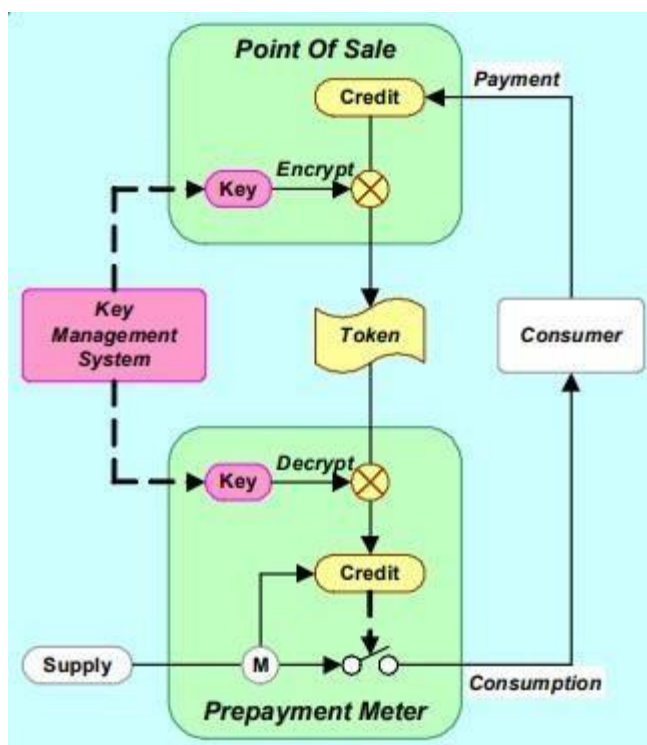 Point Of Sale
Payment
Credit
Encrypt
Key
Key
Management
System
Token
Consumer
Decrypt
Key
Credit
Supply
M
Consumption
Prepayment Meter